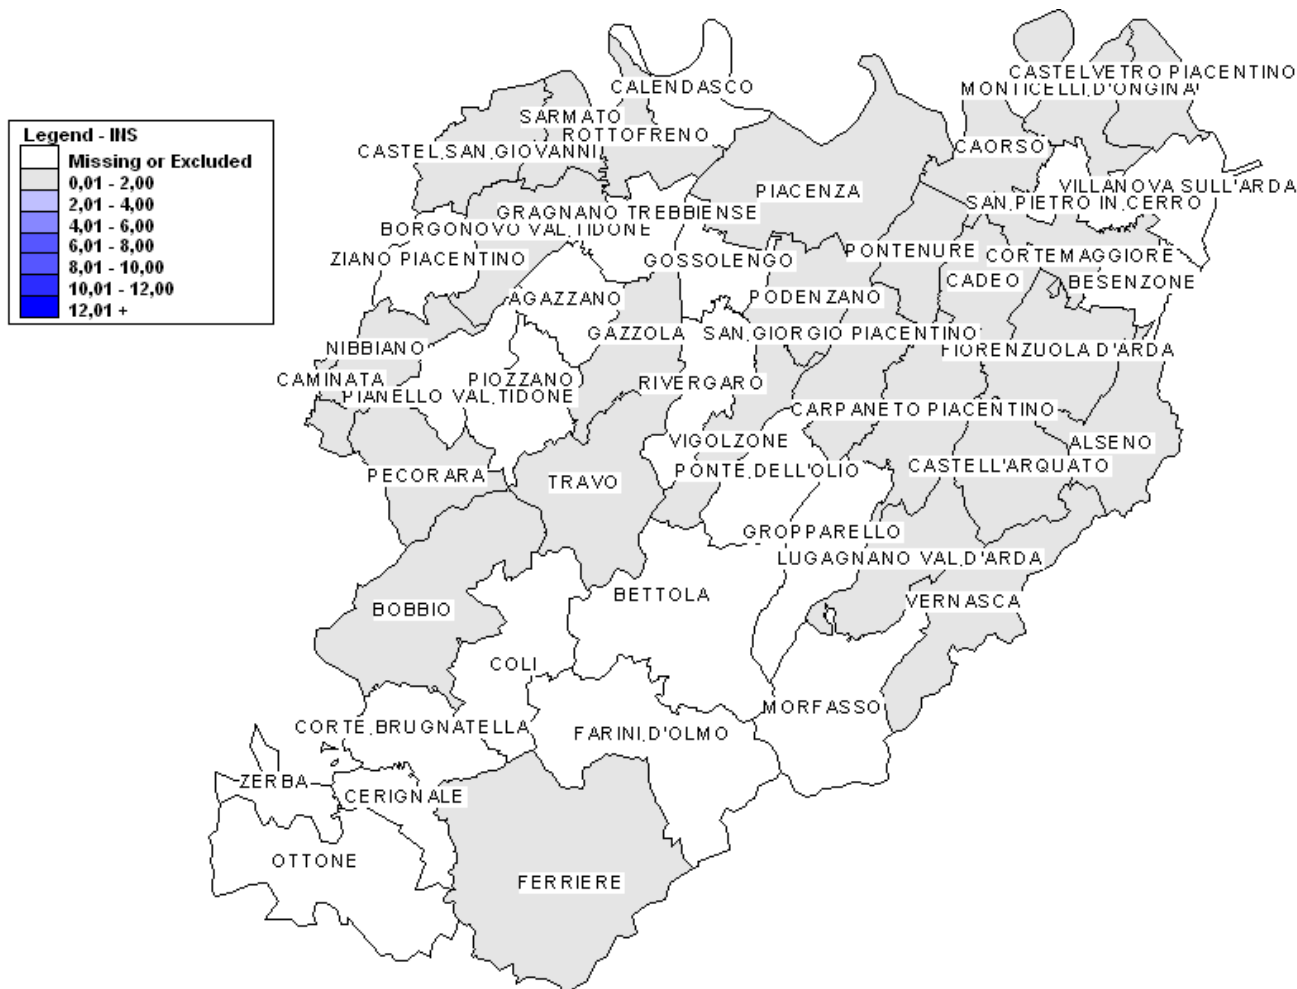 Legend - INS
Missing or Excluded
0,01 - 2,00
2,01 - 4,00
4,01 - 6,00
6,01 - 8,00
8,01 - 10,00
10,01 - 12,00
12,01 +
CASTELVETRO PIACENTINO
CALENDASCO
MONTICELLI.D'ONGINA
SARMATO
ROTTOFRENO
CASTEL.SAN.GIOVANNI
CAORSO
PIACENZA
VILLANOVA SULL'ARDA
SAN.PIETRO IN.CERRO
GRAGNANO TREBBIENSE
BORGONOVO VAL.TIDONE
PONTENURE
CORTEMAGGIORE
ZIANO PIACENTINO
GOSSOLENGO
CADEO
BESENZONE
AGAZZANO
PODENZANO
GAZZOLA
SAN.GIORGIO PIACENTINO
NIBBIANO
FIORENZUOLA D'ARDA
CAMINATA
PIOZZANO
RIVERGARO
PIANELLO VAL.TIDONE
CARPANETO PIACENTINO
VIGOLZONE
ALSENO
PECORARA
TRAVO
PONTE.DELL'OLIO
CASTELL'ARQUATO
GROPPARELLO
LUGAGNANO VAL.D'ARDA
BETTOLA
VERNASCA
BOBBIO
COLI
MORFASSO
CORTE.BRUGNATELLA
FARINI.D'OLMO
ZERBA
CERIGNALE
OTTONE
FERRIERE